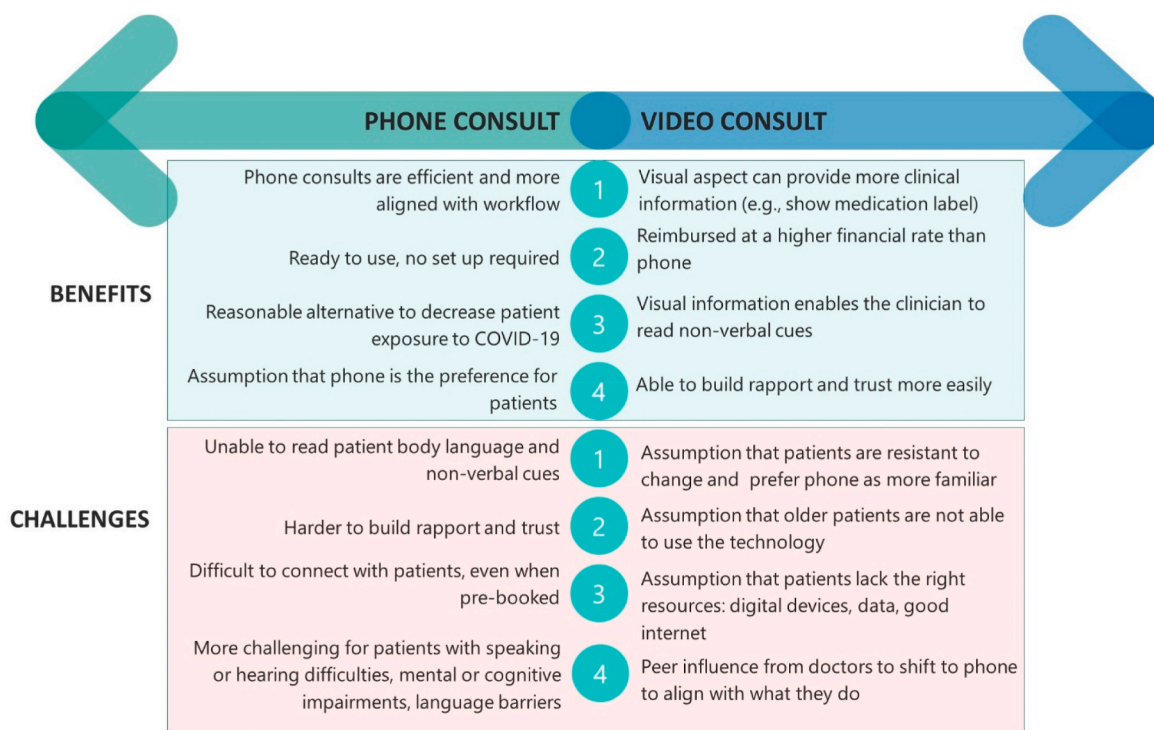 PHONE CONSULT
VIDEO CONSULT
BENEFITS
Phone consults are efficient and more
aligned with workflow
1
Visual aspect can provide more clinical
information (e.g., show medication label)
Ready to use, no set up required
2
Reimbursed at a higher financial rate than
phone
Reasonable alternative to decrease patient
exposure to COVID-19
3
Visual information enables the clinician to
read non-verbal cues
Assumption that phone is the preference for
patients
4
Able to build rapport and trust more easily
CHALLENGES
Unable to read patient body language and
non-verbal cues
1
Assumption that patients are resistant to
change and prefer phone as more familiar
Harder to build rapport and trust
2
Assumption that older patients are not able
to use the technology
Difficult to connect with patients, even when
pre-booked
3
Assumption that patients lack the right
resources: digital devices, data, good
internet
More challenging for patients with speaking
or hearing difficulties, mental or cognitive
impairments, language barriers
4
Peer influence from doctors to shift to phone
to align with what they do